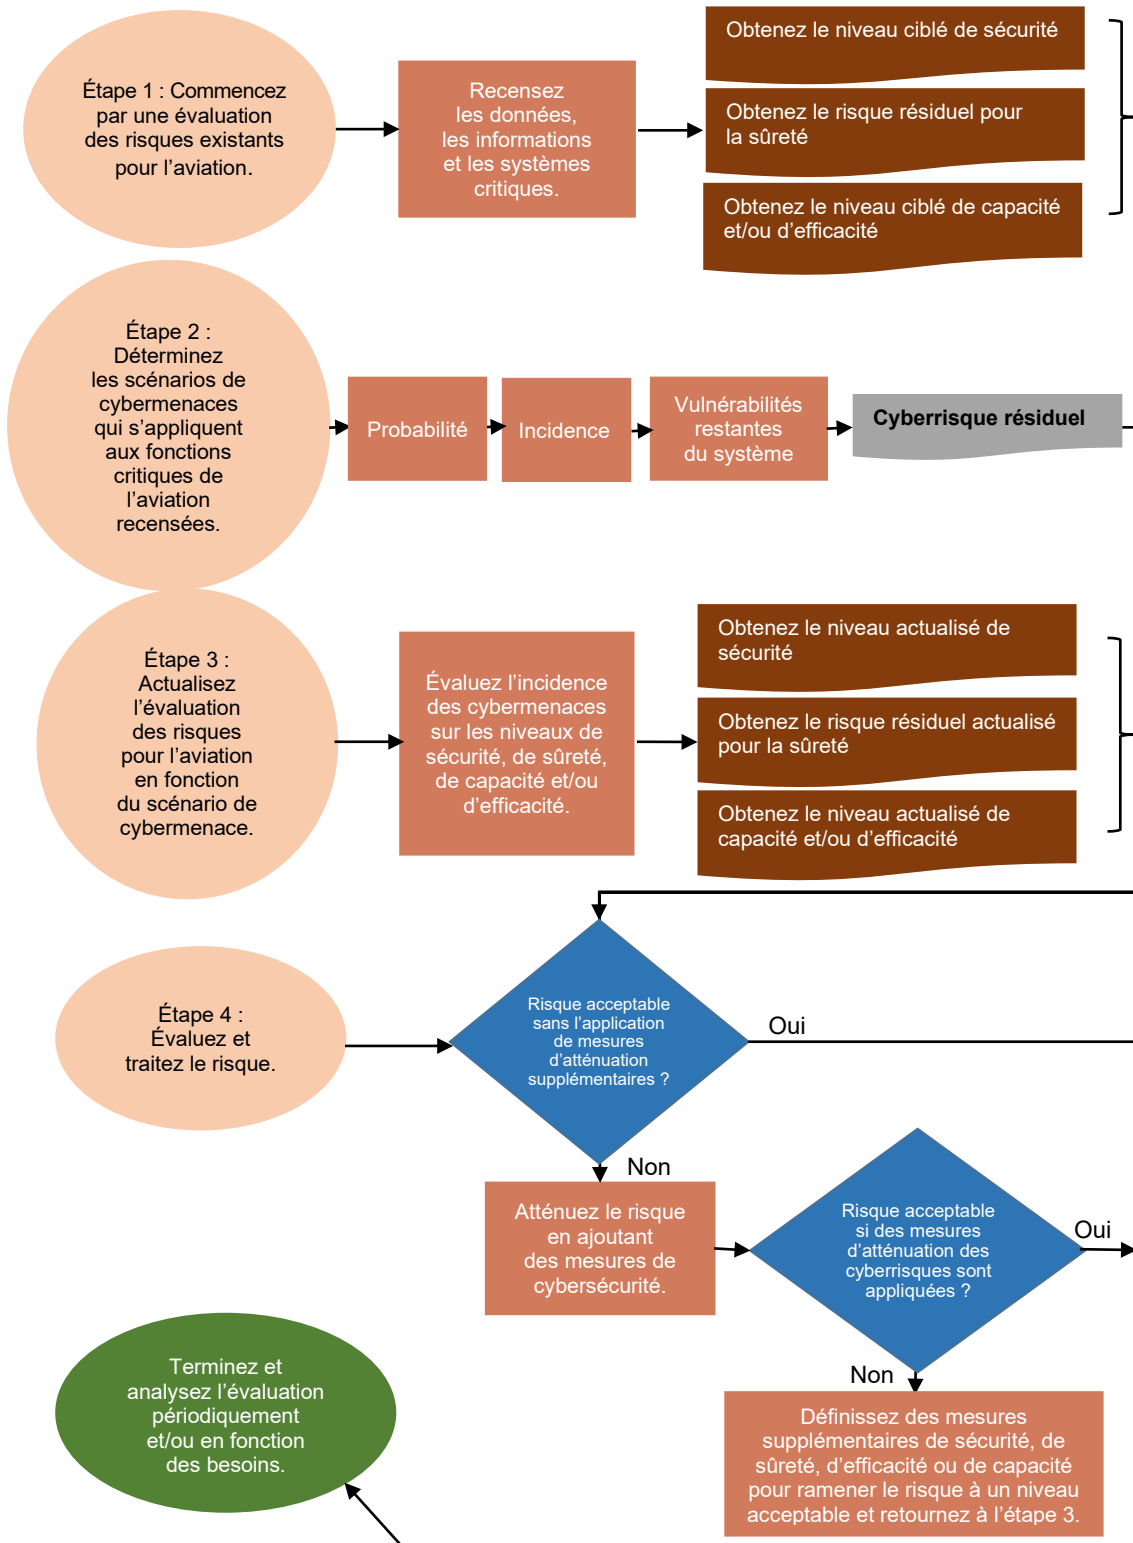 Étape 1 : Commencez
par une évaluation
des risques existants
pour l’aviation.
Recensez
les données,
les informations
et les systèmes
critiques.
Obtenez le niveau ciblé de sécurité
Obtenez le risque résiduel pour
la sûreté
Obtenez le niveau ciblé de capacité
et/ou d’efficacité
Étape 2 :
Déterminez
les scénarios de
cybermenaces
qui s’appliquent
aux fonctions
critiques de
l’aviation
recensées.
Probabilité
Incidence
Vulnérabilités
restantes
du système
Cyberrisque résiduel
Étape 3 :
Actualisez
l’évaluation
des risques
pour l’aviation
en fonction
du scénario de
cybermenace.
Évaluez l’incidence
des cybermenaces
sur les niveaux de
sécurité, de sûreté,
de capacité et/ou
d’efficacité.
Obtenez le niveau actualisé de
sécurité
Obtenez le risque résiduel actualisé
pour la sûreté
Obtenez le niveau actualisé de
capacité et/ou d’efficacité
Étape 4 :
Évaluez et
traitez le risque.
Risque acceptable
sans l’application
de mesures
d’atténuation
supplémentaires ?
Oui
Non
Atténuez le risque
en ajoutant
des mesures de
cybersécurité.
Risque acceptable
si des mesures
d’atténuation des
cyberrisques sont
appliquées ?
Oui
Non
Définissez des mesures
supplémentaires de sécurité, de
sûreté, d’efficacité ou de capacité
pour ramener le risque à un niveau
acceptable et retournez à l’étape 3.
Terminez et
analysez l’évaluation
périodiquement
et/ou en fonction
des besoins.